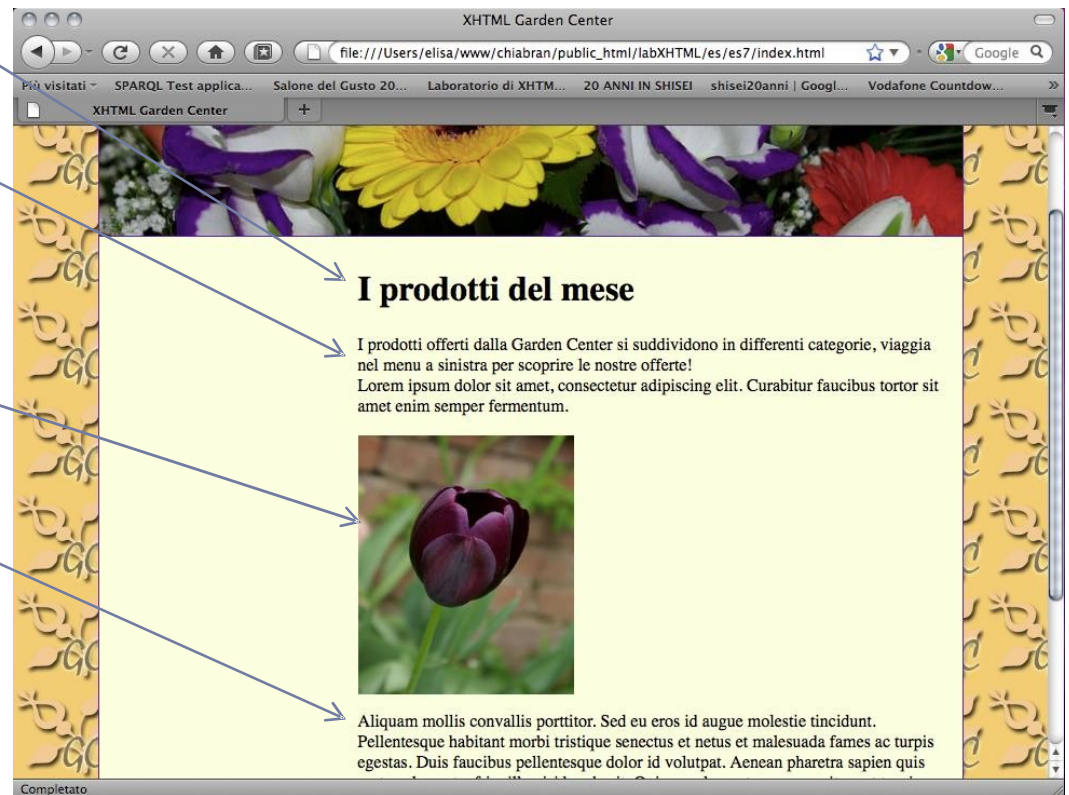 XHTML Garden Center
file:///Users/elisa/www/chiabran/public_html/labXHTML/es/es7/index.html
Google
Più visitati
SPARQL Test applica...
Salone del Gusto 20...
Laboratorio di XHTM...
20 ANNI IN SHISEI
shisei20anni | Googl...
Vodafone Countdow...
XHTML Garden Center
I prodotti del mese
I prodotti offerti dalla Garden Center si suddividono in differenti categorie, viaggia
nel menu a sinistra per scoprire le nostre offerte!
Lorem ipsum dolor sit amet, consectetur adipiscing elit. Curabitur faucibus tortor sit
amet enim semper fermentum.
Aliquam mollis convallis porttitor. Sed eu eros id augue molestie tincidunt.
Pellentesque habitant morbi tristique senectus et netus et malesuada fames ac turpis
egestas. Duis faucibus pellentesque dolor id volutpat. Aenean pharetra sapien quis
Completato